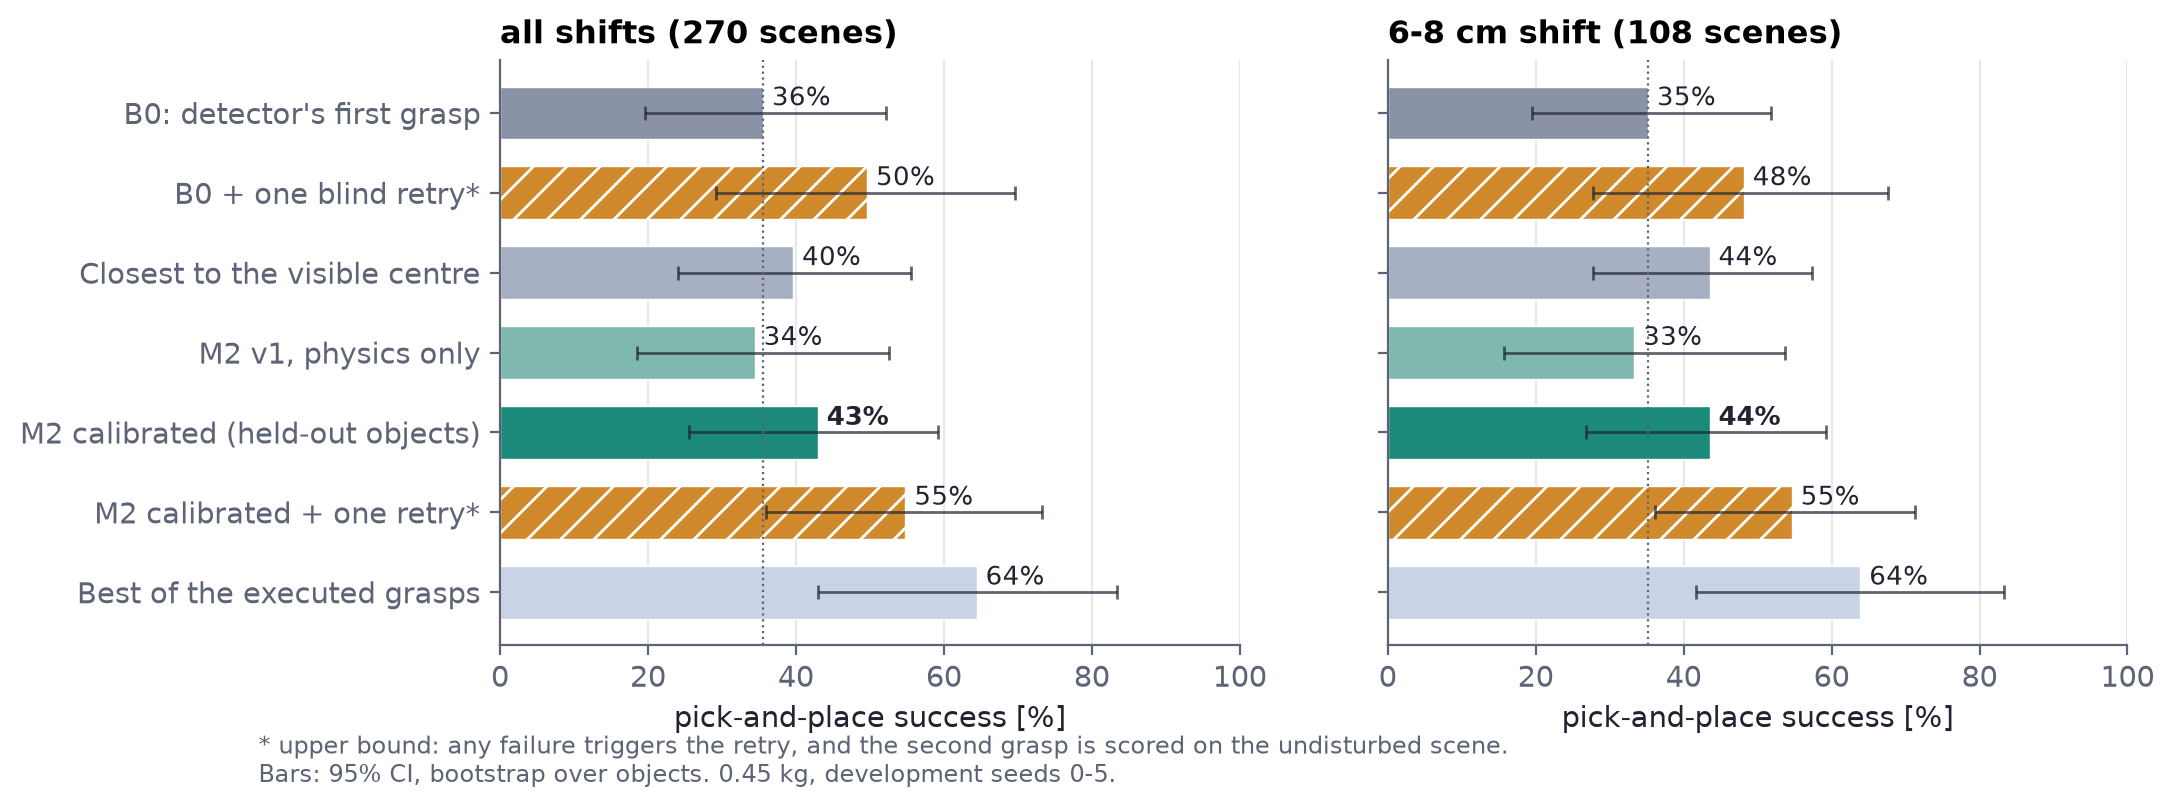 all shifts (270 scenes)
6-8 cm shift (108 scenes)
B0: detector's first grasp
36%
35%
B0 + one blind retry*
50%
48%
Closest to the visible centre
40%
44%
M2 v1, physics only
34%
33%
M2 calibrated (held-out objects)
43%
44%
M2 calibrated + one retry*
55%
55%
Best of the executed grasps
64%
64%
0 20 40 60 80 100
0 20 40 60 80 100
pick-and-place success [%]
pick-and-place success [%]
* upper bound: any failure triggers the retry, and the second grasp is scored on the undisturbed scene.
Bars: 95% CI, bootstrap over objects. 0.45 kg, development seeds 0-5.